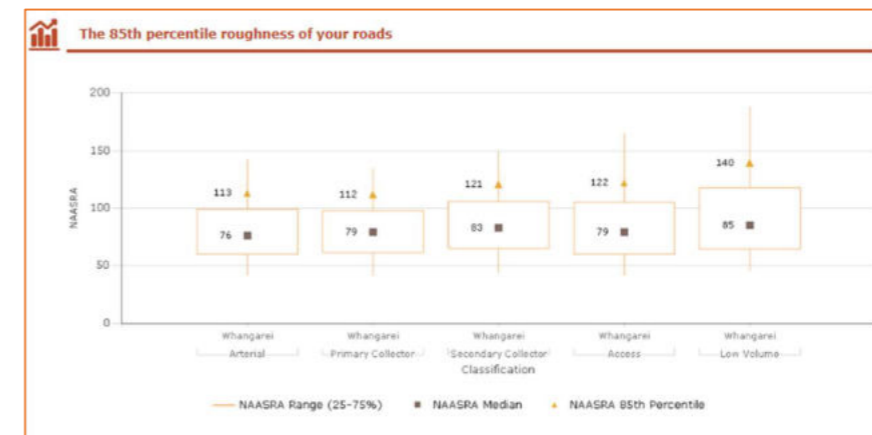 The 85th percentile roughness of your roads
200
150
100
50
0
NAASRA
113
76
112
79
121
83
122
79
140
85
Whangarei Whangarei Whangarei Whangarei Whangarei
Arterial Primary Collector Secondary Collector Access Low Volume
Classification
NAASRA Range (25-75%) NAASRA Median NAASRA 85th Percentile